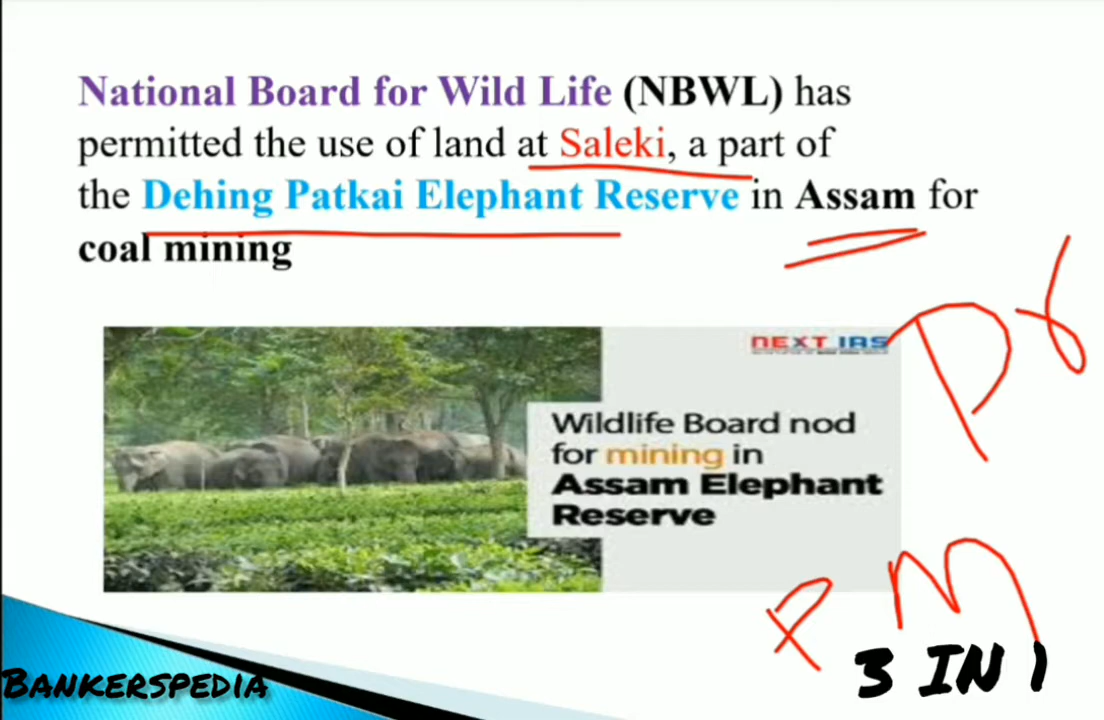 National Board for Wild Life (NBWL) has
permitted the use of land at Saleki, a part of
the Dehing Patkai Elephant Reserve in Assam for
coal mining
NEXT IAS
Wildlife Board nod
for mining in
Assam Elephant
Reserve
PM
3 IN 1
BANKERSPEDIA